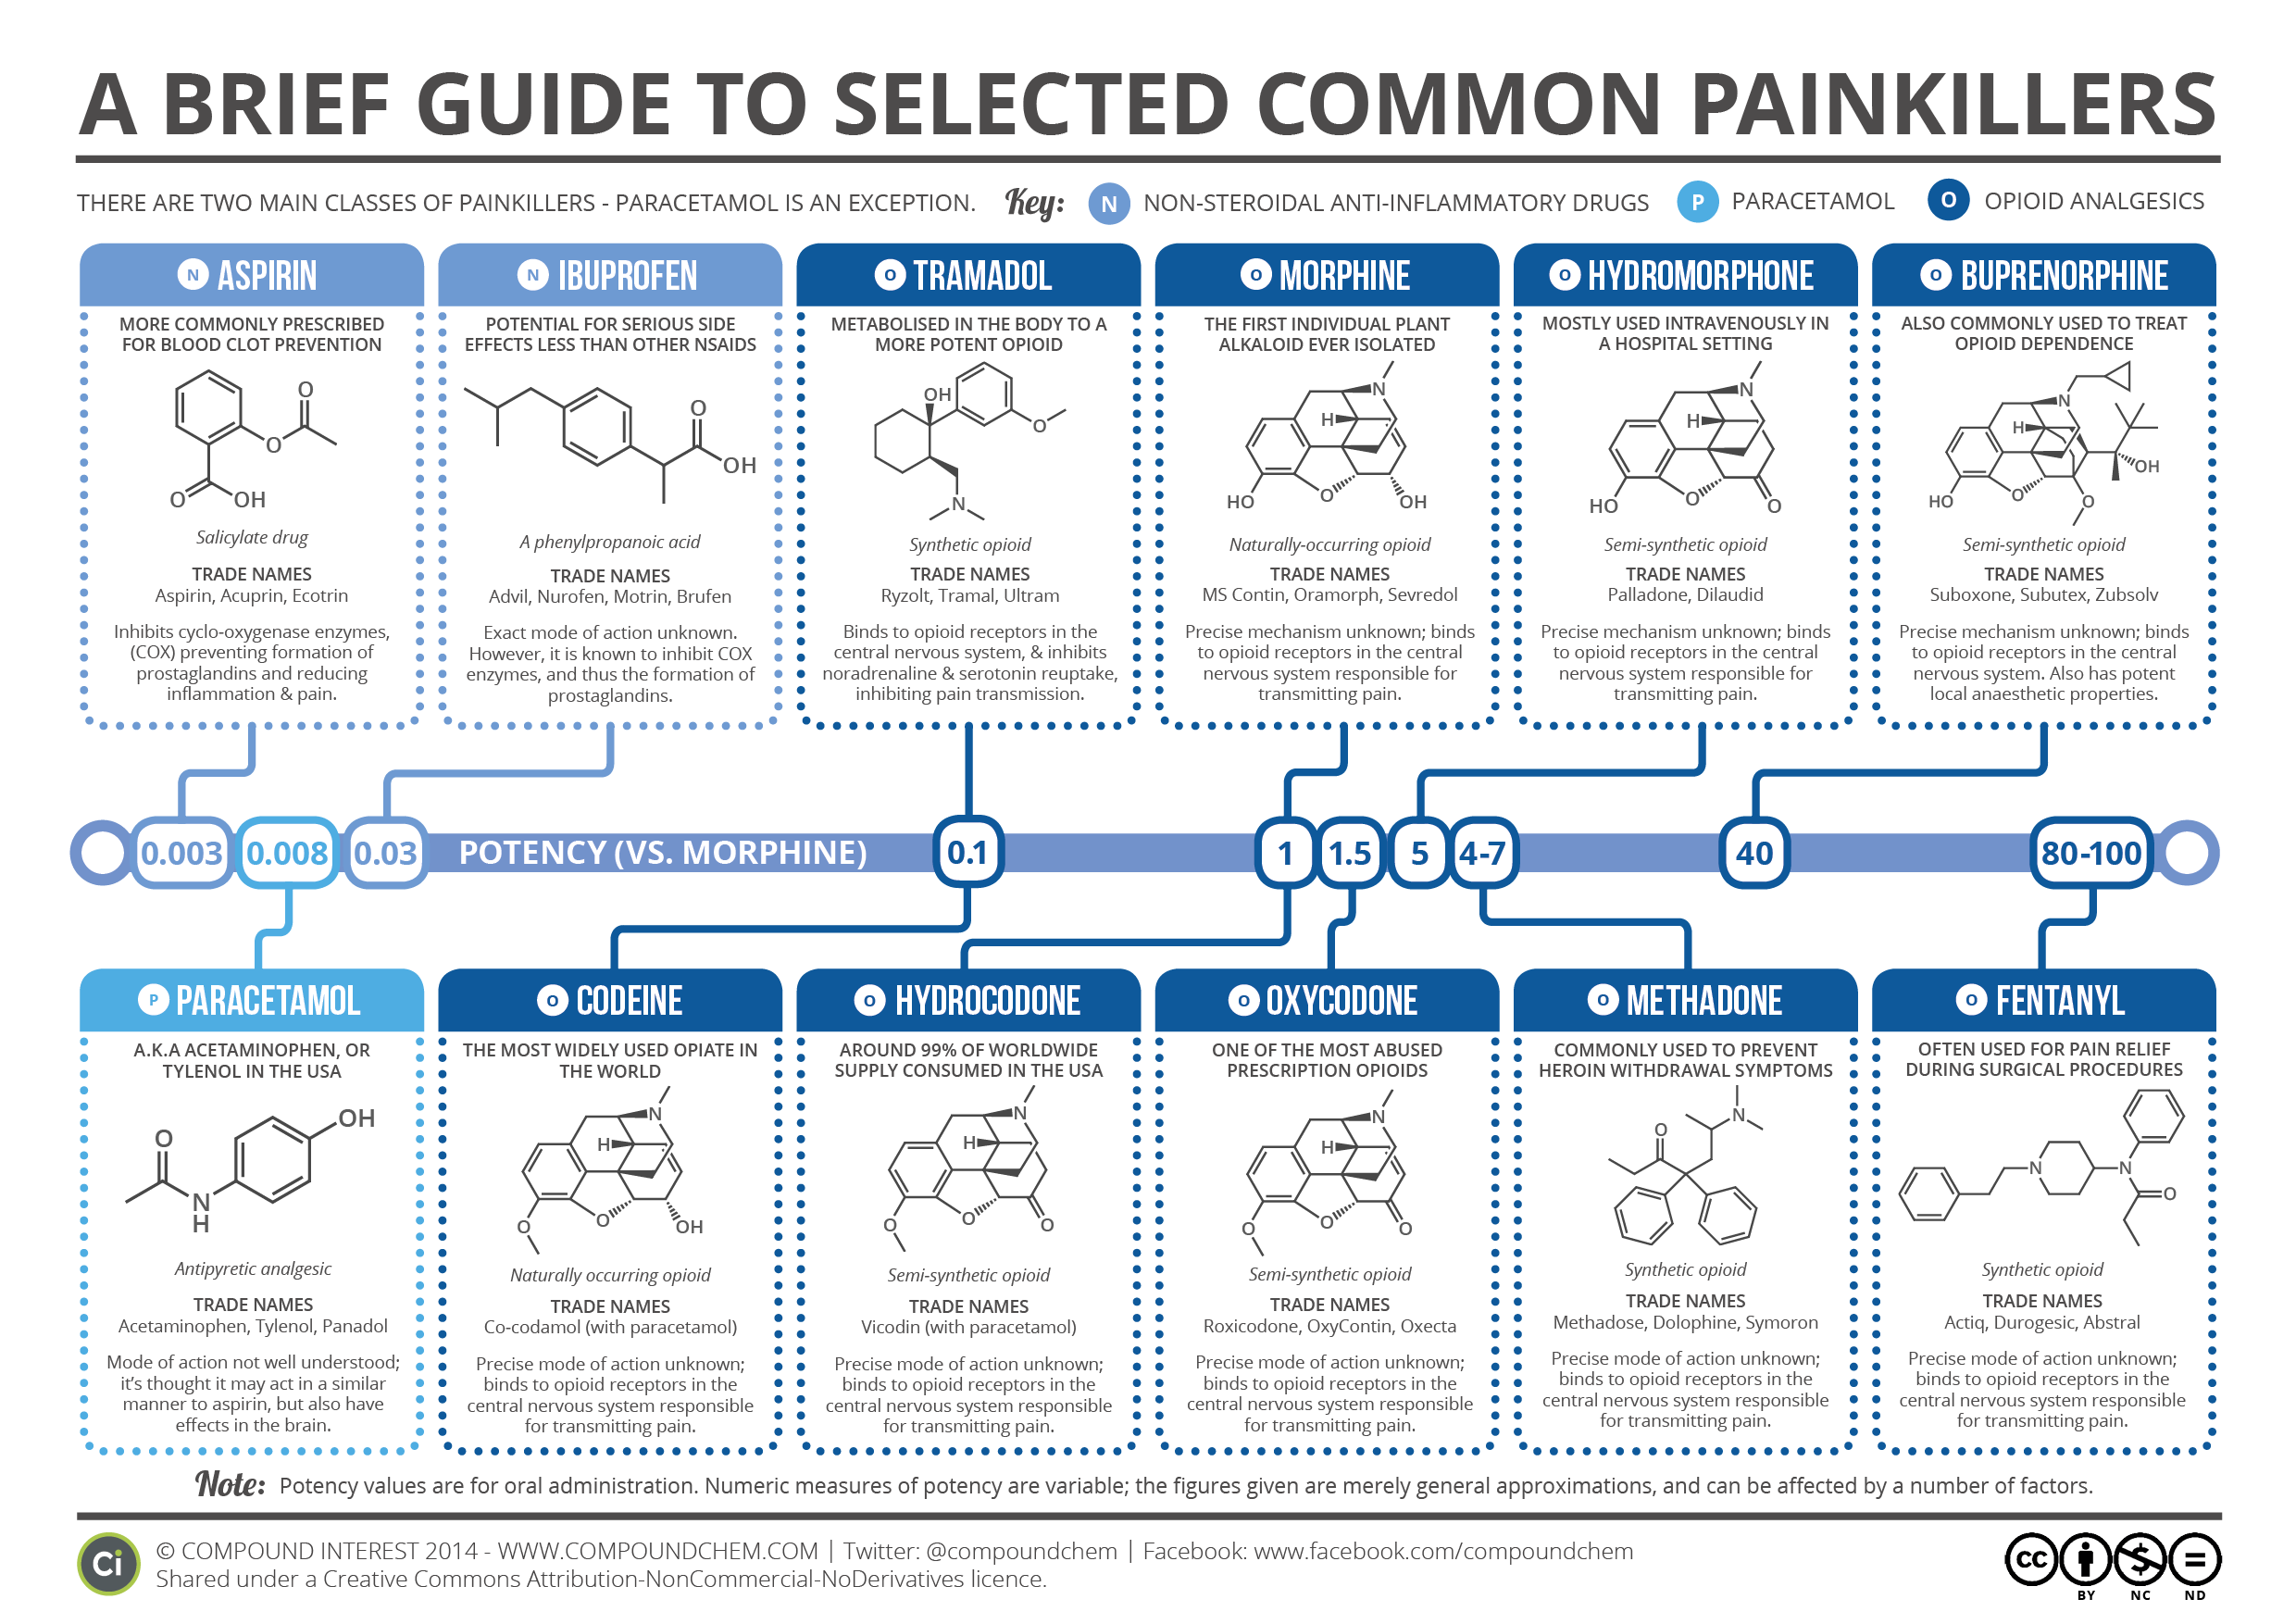 A BRIEF GUIDE TO SELECTED COMMON PAINKILLERS
THERE ARE TWO MAIN CLASSES OF PAINKILLERS - PARACETAMOL IS AN EXCEPTION.
Key: N NON-STEROIDAL ANTI-INFLAMMATORY DRUGS P PARACETAMOL O OPIOID ANALGESICS
N ASPIRIN
MORE COMMONLY PRESCRIBED
FOR BLOOD CLOT PREVENTION
O
O
O
OH
Salicylate drug
TRADE NAMES
Aspirin, Acuprin, Ecotrin
Inhibits cyclo-oxygenase enzymes,
(COX) preventing formation of
prostaglandins and reducing
inflammation & pain.
N IBUPROFEN
POTENTIAL FOR SERIOUS SIDE
EFFECTS LESS THAN OTHER NSAIDS
O
OH
A phenylpropanoic acid
TRADE NAMES
Advil, Nurofen, Motrin, Brufen
Exact mode of action unknown.
However, it is known to inhibit COX
enzymes, and thus the formation of
prostaglandins.
O TRAMADOL
METABOLISED IN THE BODY TO A
MORE POTENT OPIOID
OH
O
N
Synthetic opioid
TRADE NAMES
Ryzolt, Tramal, Ultram
Binds to opioid receptors in the
central nervous system, & inhibits
noradrenaline & serotonin reuptake,
inhibiting pain transmission.
O MORPHINE
THE FIRST INDIVIDUAL PLANT
ALKALOID EVER ISOLATED
N
H
O
HO
OH
Naturally-occurring opioid
TRADE NAMES
MS Contin, Oramorph, Sevredol
Precise mechanism unknown; binds
to opioid receptors in the central
nervous system responsible for
transmitting pain.
O HYDROMORPHONE
MOSTLY USED INTRAVENOUSLY IN
A HOSPITAL SETTING
N
H
O
HO
O
Semi-synthetic opioid
TRADE NAMES
Palladone, Dilaudid
Precise mechanism unknown; binds
to opioid receptors in the central
nervous system responsible for
transmitting pain.
O BUPRENORPHINE
ALSO COMMONLY USED TO TREAT
OPIOID DEPENDENCE
N
H
OH
O
HO
O
Semi-synthetic opioid
TRADE NAMES
Suboxone, Subutex, Zubsolv
Precise mechanism unknown; binds
to opioid receptors in the central
nervous system. Also has potent
local anaesthetic properties.
0.003 0.008 0.03 POTENCY (VS. MORPHINE) 0.1 1 1.5 5 4-7 40 80-100
P PARACETAMOL
A.K.A ACETAMINOPHEN, OR
TYLENOL IN THE USA
OH
O
N
H
Antipyretic analgesic
TRADE NAMES
Acetaminophen, Tylenol, Panadol
Mode of action not well understood;
it's thought it may act in a similar
manner to aspirin, but also have
effects in the brain.
O CODEINE
THE MOST WIDELY USED OPIATE IN
THE WORLD
N
H
O
O
OH
Naturally occurring opioid
TRADE NAMES
Co-codamol (with paracetamol)
Precise mode of action unknown;
binds to opioid receptors in the
central nervous system responsible
for transmitting pain.
O HYDROCODONE
AROUND 99% OF WORLDWIDE
SUPPLY CONSUMED IN THE USA
N
H
O
O
O
Semi-synthetic opioid
TRADE NAMES
Vicodin (with paracetamol)
Precise mode of action unknown;
binds to opioid receptors in the
central nervous system responsible
for transmitting pain.
O OXYCODONE
ONE OF THE MOST ABUSED
PRESCRIPTION OPIOIDS
N
H
O
O
O
Semi-synthetic opioid
TRADE NAMES
Roxicodone, OxyContin, Oxecta
Precise mode of action unknown;
binds to opioid receptors in the
central nervous system responsible
for transmitting pain.
O METHADONE
COMMONLY USED TO PREVENT
HEROIN WITHDRAWAL SYMPTOMS
N
O
Synthetic opioid
TRADE NAMES
Methadose, Dolophine, Symoron
Precise mode of action unknown;
binds to opioid receptors in the
central nervous system responsible
for transmitting pain.
O FENTANYL
OFTEN USED FOR PAIN RELIEF
DURING SURGICAL PROCEDURES
N
N
O
Synthetic opioid
TRADE NAMES
Actiq, Durogesic, Abstral
Precise mode of action unknown;
binds to opioid receptors in the
central nervous system responsible
for transmitting pain.
Note: Potency values are for oral administration. Numeric measures of potency are variable; the figures given are merely general approximations, and can be affected by a number of factors.
Ci
© COMPOUND INTEREST 2014 - WWW.COMPOUNDCHEM.COM | Twitter: @compoundchem | Facebook: www.facebook.com/compoundchem
Shared under a Creative Commons Attribution-NonCommercial-NoDerivatives licence.
CC $ =
BY NC ND